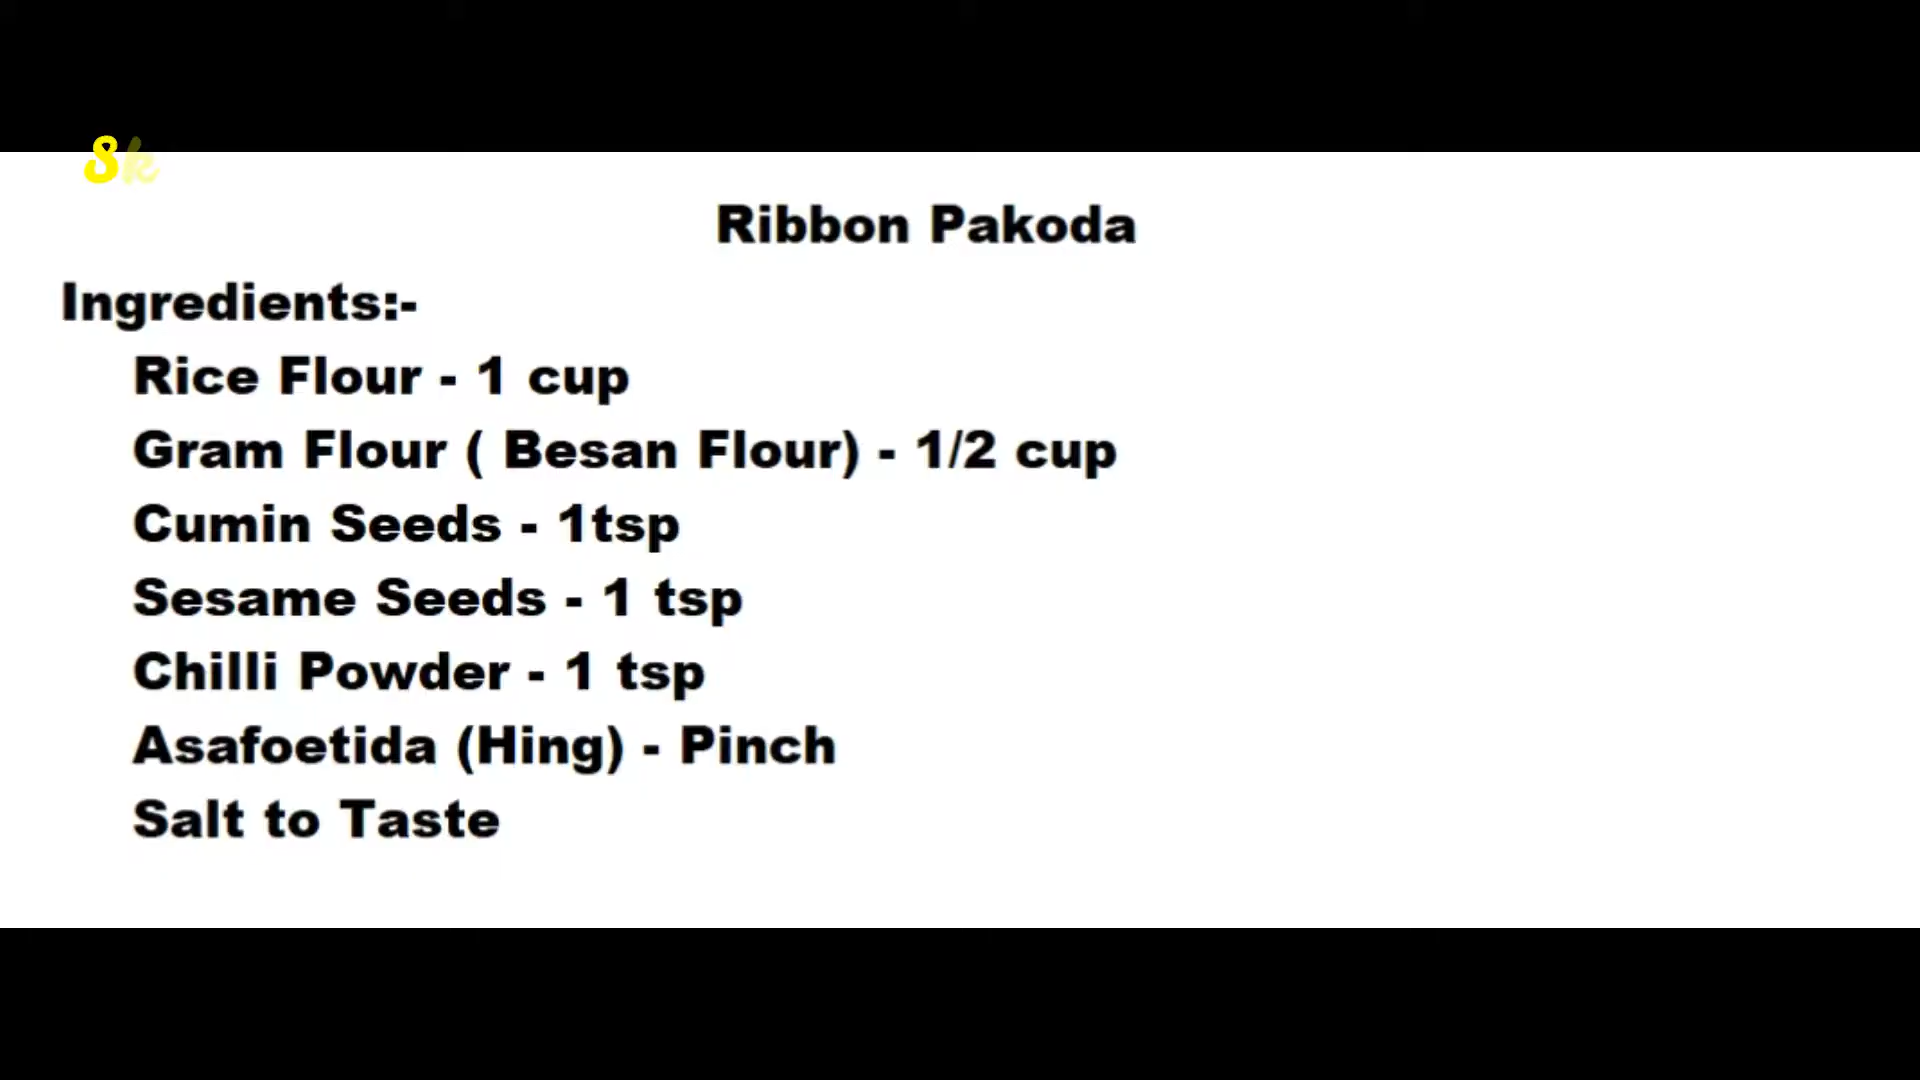 Sk
Ribbon Pakoda
Ingredients:-
Rice Flour - 1 cup
Gram Flour ( Besan Flour) - 1/2 cup
Cumin Seeds - 1tsp
Sesame Seeds - 1 tsp
Chilli Powder - 1 tsp
Asafoetida (Hing) - Pinch
Salt to Taste